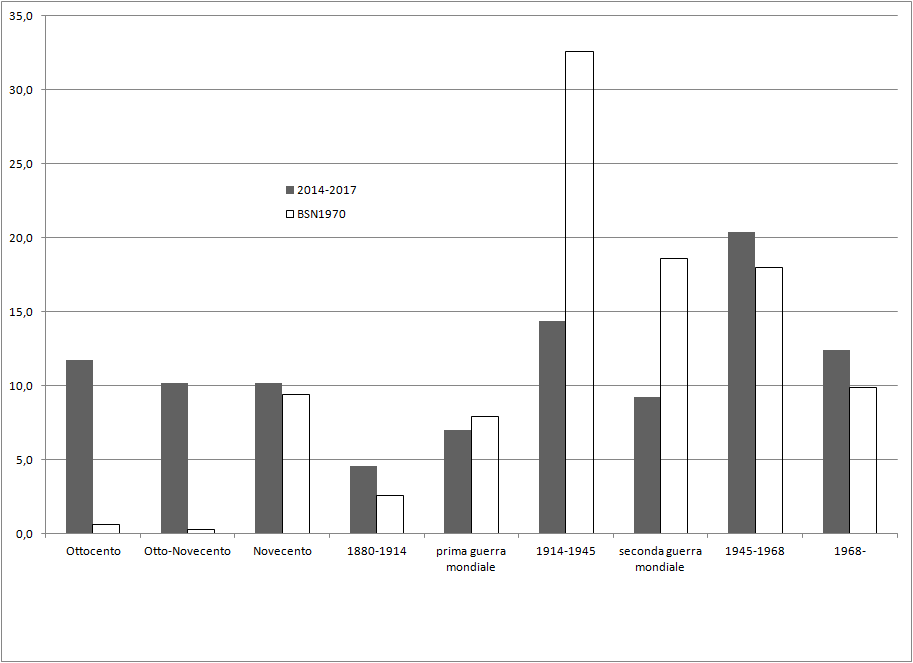 35,0
30,0
25,0
20,0
15,0
10,0
5,0
0,0
2014-2017
BSN1970
Ottocento
Otto-Novecento
Novecento
1880-1914
prima guerra
mondiale
1914-1945
seconda guerra
mondiale
1945-1968
1968-